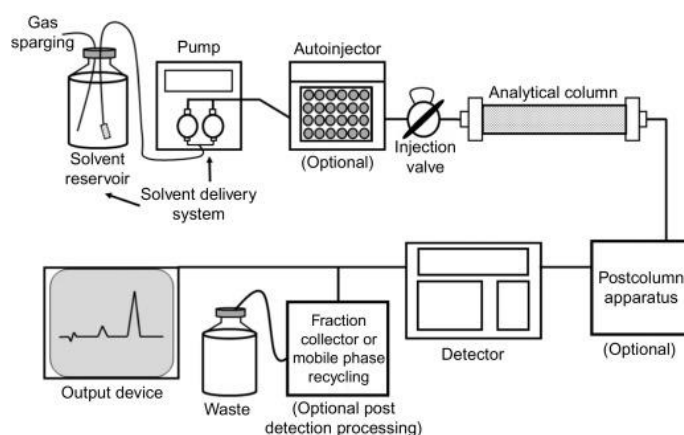 Gas
sparging
Pump
Autoinjector
Analytical column
(Optional)
Injection
valve
Solvent
reservoir
Solvent delivery
system
Postcolumn
apparatus
(Optional)
Fraction
collector or
mobile phase
recycling
Detector
Output device
Waste
(Optional post
detection processing)